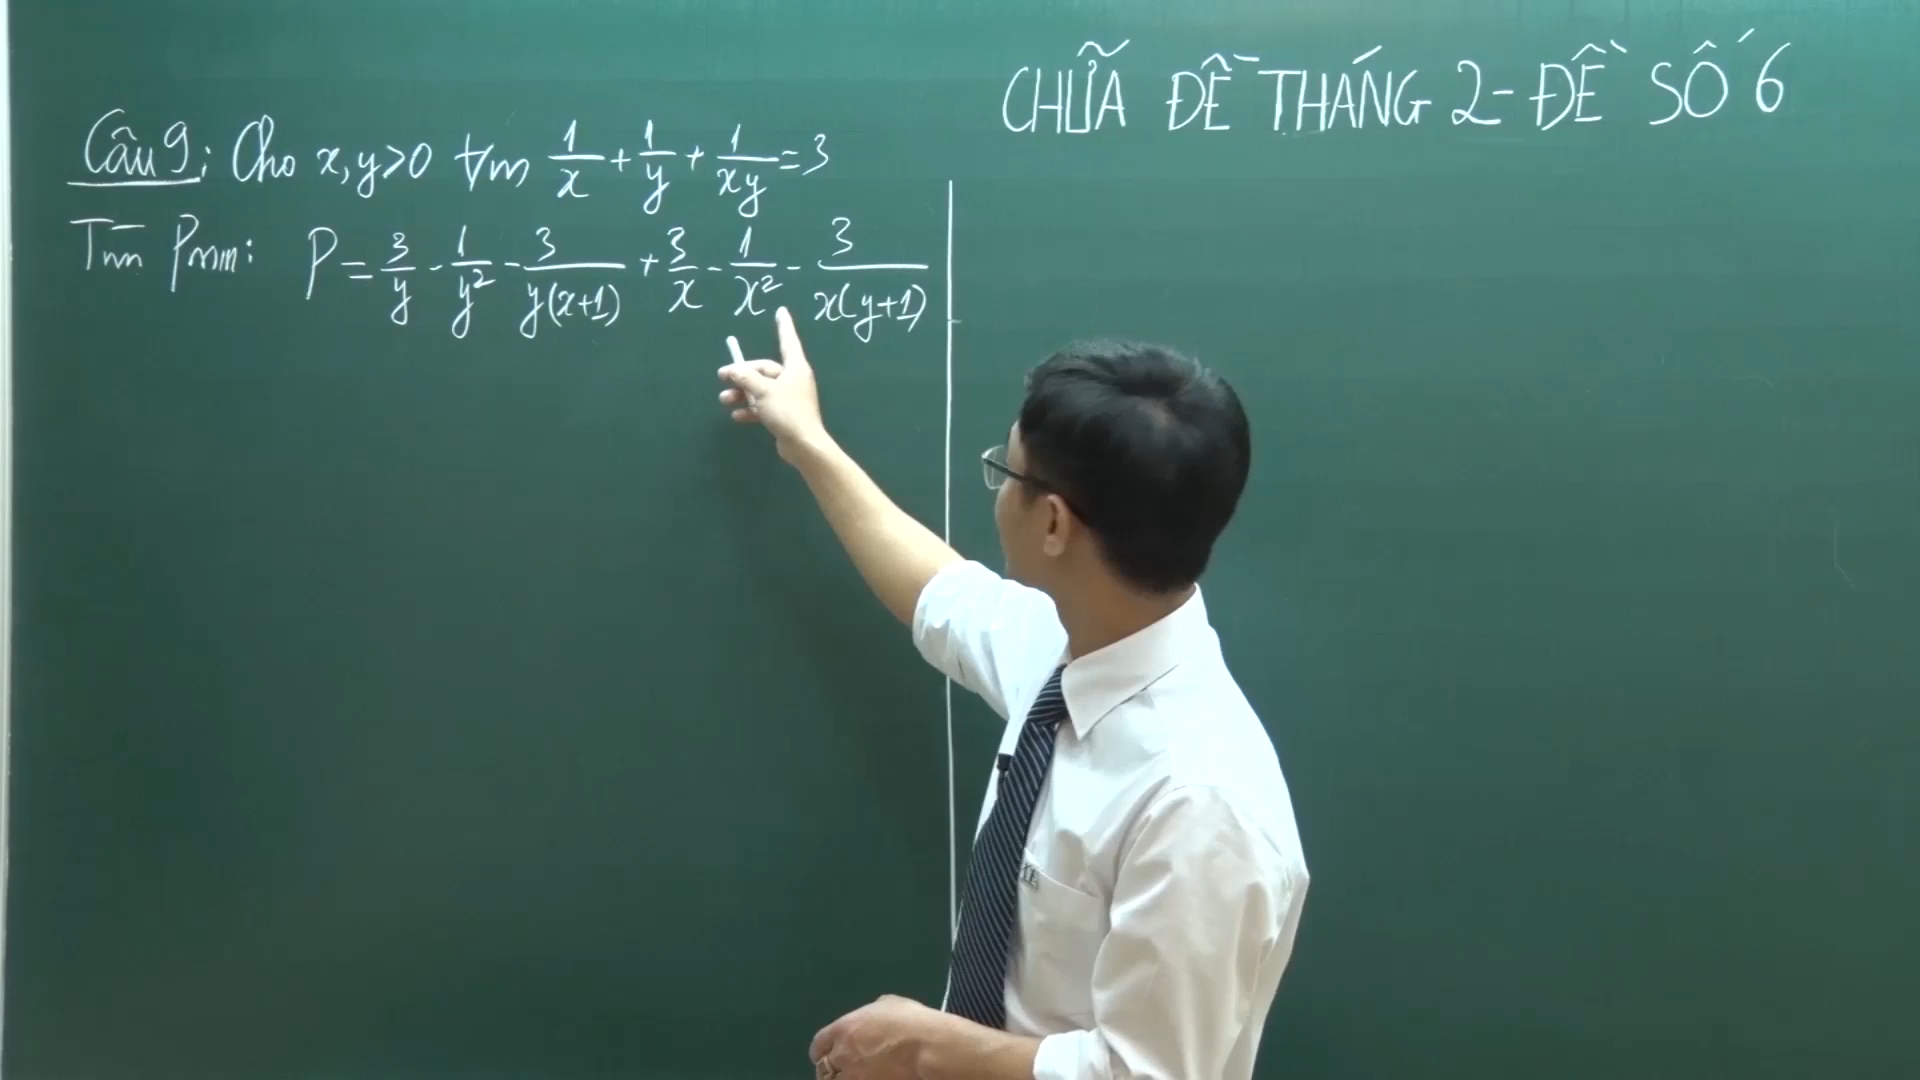 CHỮA ĐỀ THÁNG 2 - ĐỀ SỐ 6
Câu 9: Cho x, y > 0 t/m 1/x + 1/y + 1/xy = 3
Tìm Pmin: P = 3/y - 1/y² - 3/y(x+1) + 3/x - 1/x² - 3/x(y+1)